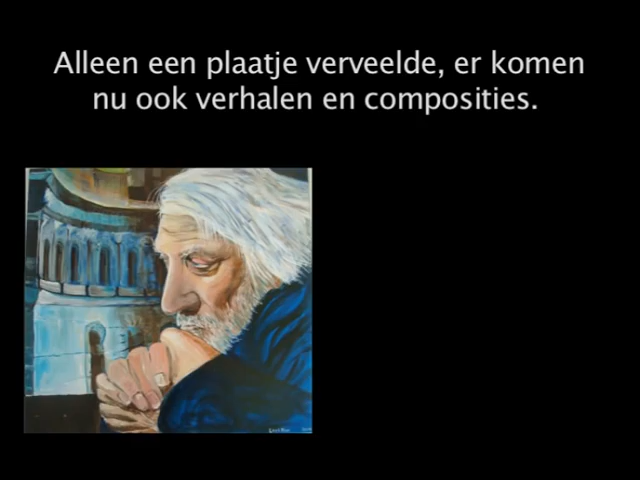 Alleen een plaatje verveelde, er komen
nu ook verhalen en composities.